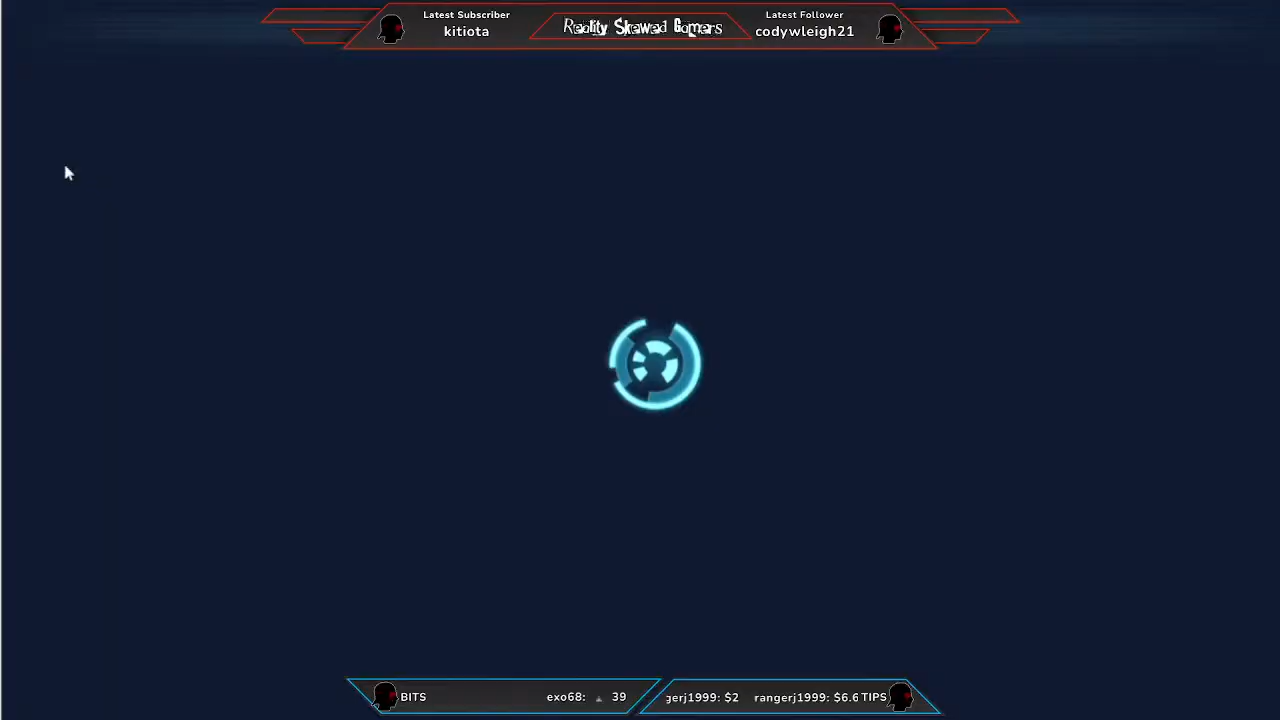 Latest Subscriber
kitiota
Reality Skewed Gamers
Latest Follower
codywleigh21
BITS
exo68: 39
gerj1999: $2 rangerj1999: $6.6 TIPS